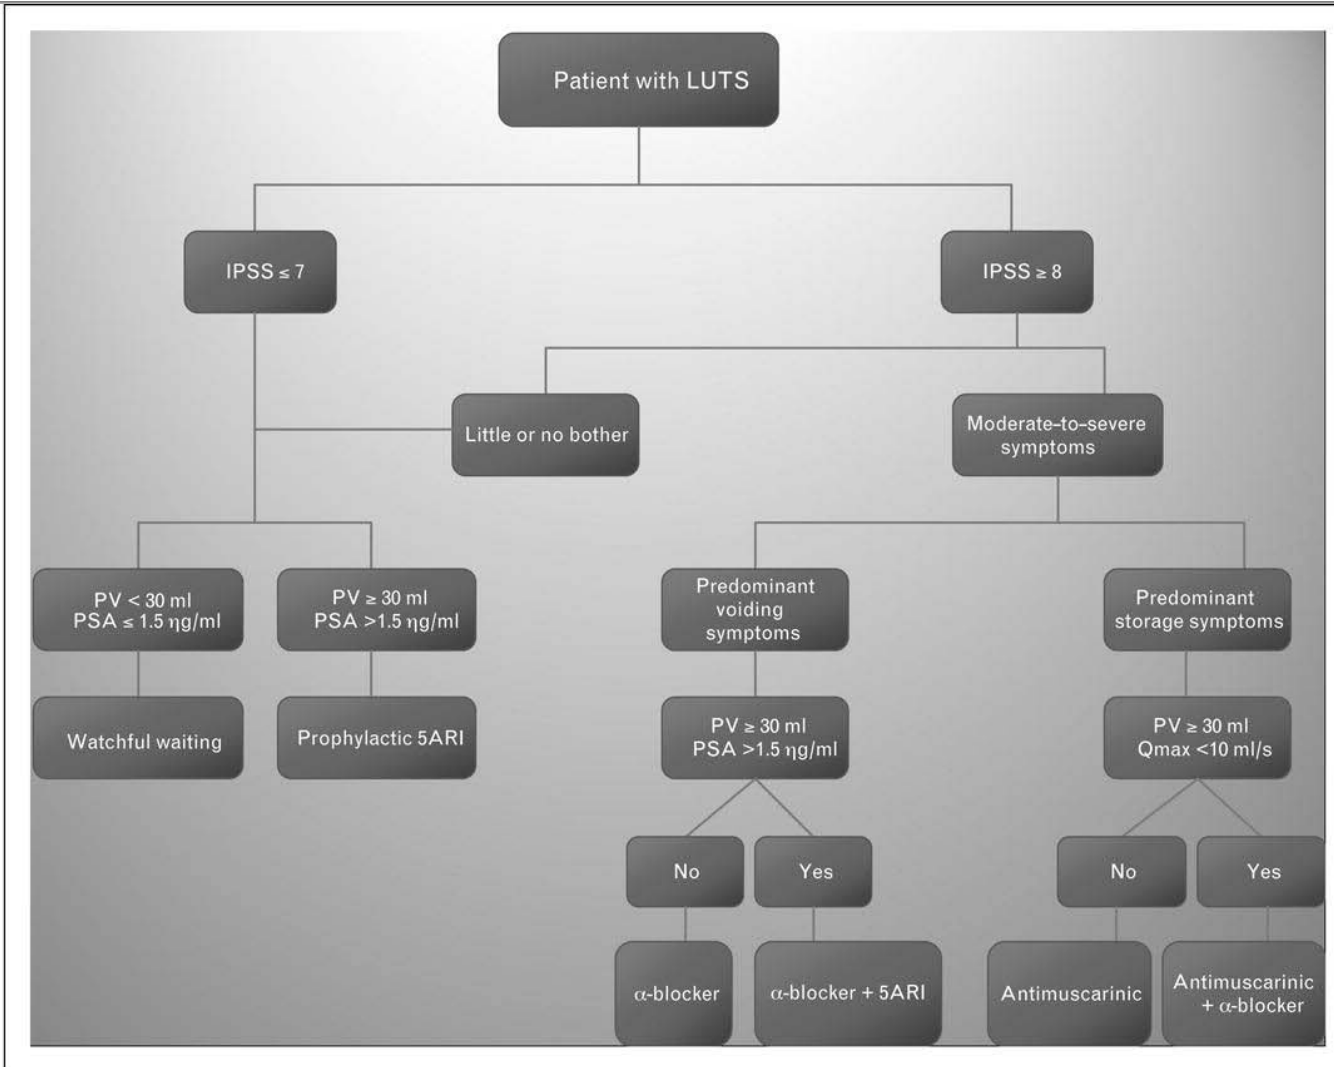 Patient with LUTS
IPSS ≤ 7
IPSS ≥ 8
Little or no bother
Moderate-to-severe
symptoms
PV < 30 ml
PSA ≤ 1.5 ηg/ml
PV ≥ 30 ml
PSA >1.5 ηg/ml
Predominant
voiding
symptoms
Predominant
storage symptoms
Watchful waiting
Prophylactic 5ARI
PV ≥ 30 ml
PSA >1.5 ηg/ml
PV ≥ 30 ml
Qmax <10 ml/s
No
Yes
No
Yes
α-blocker
α-blocker + 5ARI
Antimuscarinic
Antimuscarinic
+ α-blocker